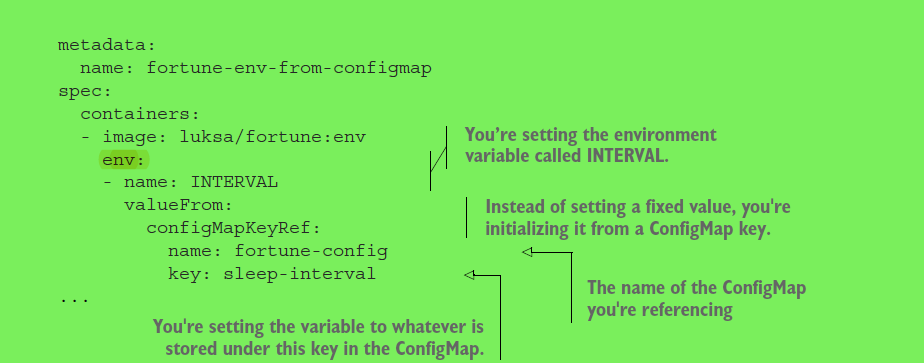 metadata:
  name: fortune-env-from-configmap
spec:
  containers:
  - image: luksa/fortune:env
    env:
    - name: INTERVAL
      valueFrom:
        configMapKeyRef:
          name: fortune-config
          key: sleep-interval
...
You’re setting the environment
variable called INTERVAL.
Instead of setting a fixed value, you're
initializing it from a ConfigMap key.
The name of the ConfigMap
you're referencing
You're setting the variable to whatever is
stored under this key in the ConfigMap.